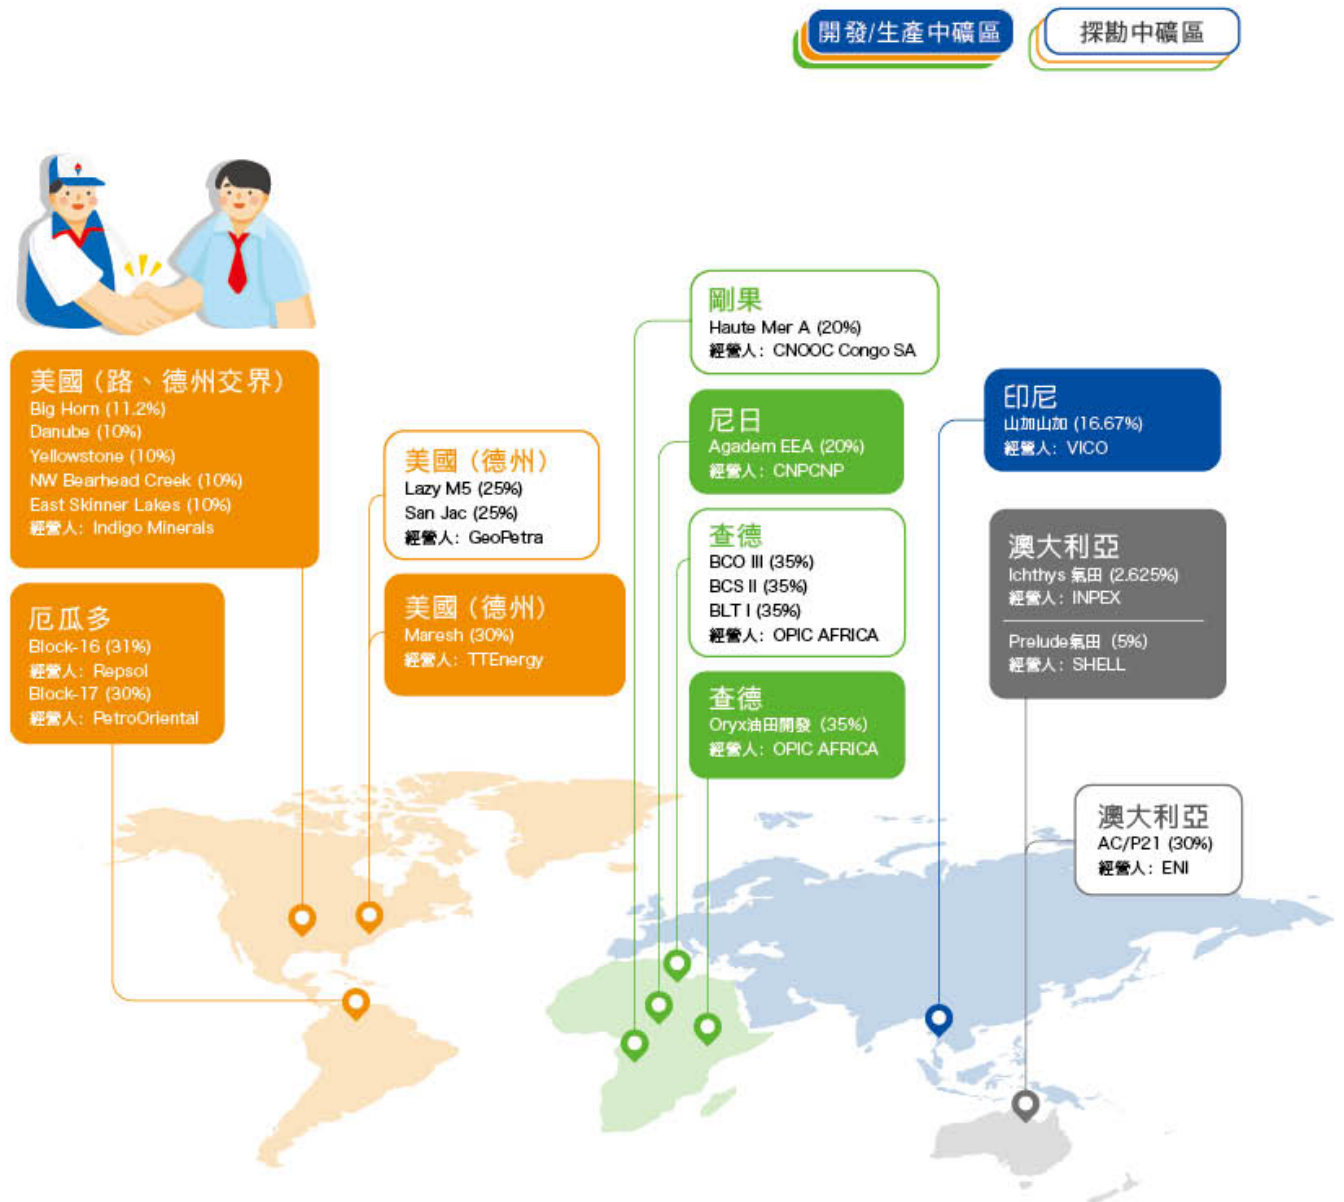 開發/生產中礦區
探勘中礦區
美國（路、德州交界）
Big Horn (11.2%)
Danube (10%)
Yellowstone (10%)
NW Bearhead Creek (10%)
East Skinner Lakes (10%)
經營人：Indigo Minerals
厄瓜多
Block-16 (31%)
經營人：Repsol
Block-17 (30%)
經營人：PetroOriental
美國（德州）
Lazy M5 (25%)
San Jac (25%)
經營人：GeoPetra
美國（德州）
Maresh (30%)
經營人：TTEnergy
剛果
Haute Mer A (20%)
經營人：CNOOC Congo SA
尼日
Agadem EEA (20%)
經營人：CNPCNP
查德
BCO III (35%)
BCS II (35%)
BLT I (35%)
經營人：OPIC AFRICA
查德
Oryx油田開發（35%）
經營人：OPIC AFRICA
印尼
山加山加 (16.67%)
經營人：VICO
澳大利亞
Ichthys 氣田 (2.625%)
經營人：INPEX
Prelude氣田（5%）
經營人：SHELL
澳大利亞
AC/P21 (30%)
經營人：ENI